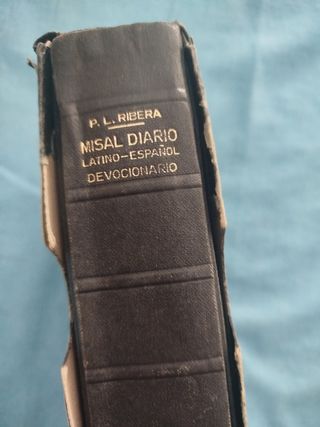 P. L. RIBERA
MISAL DIARIO
LATINO-ESPAÑOL
DEVOCIONARIO